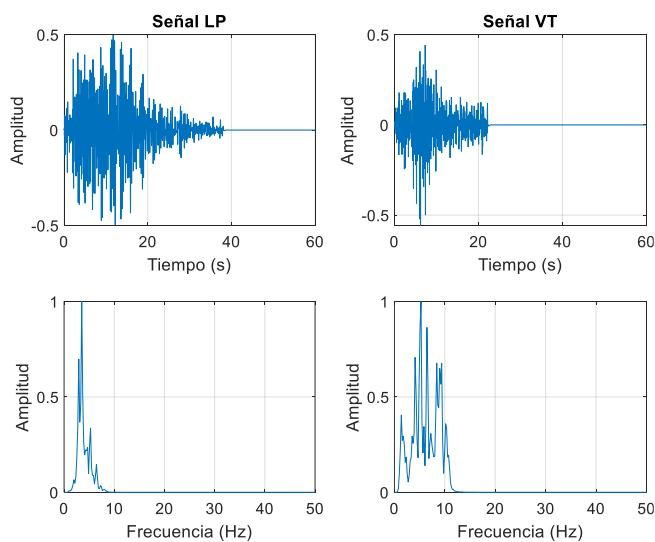 Señal LP
Señal VT
0.5
0
-0.5
Amplitud
0 20 40 60
Tiempo (s)
0.5
0
-0.5
Amplitud
0 20 40 60
Tiempo (s)
1
0.5
0
Amplitud
0 10 20 30 40 50
Frecuencia (Hz)
1
0.5
0
Amplitud
0 10 20 30 40 50
Frecuencia (Hz)